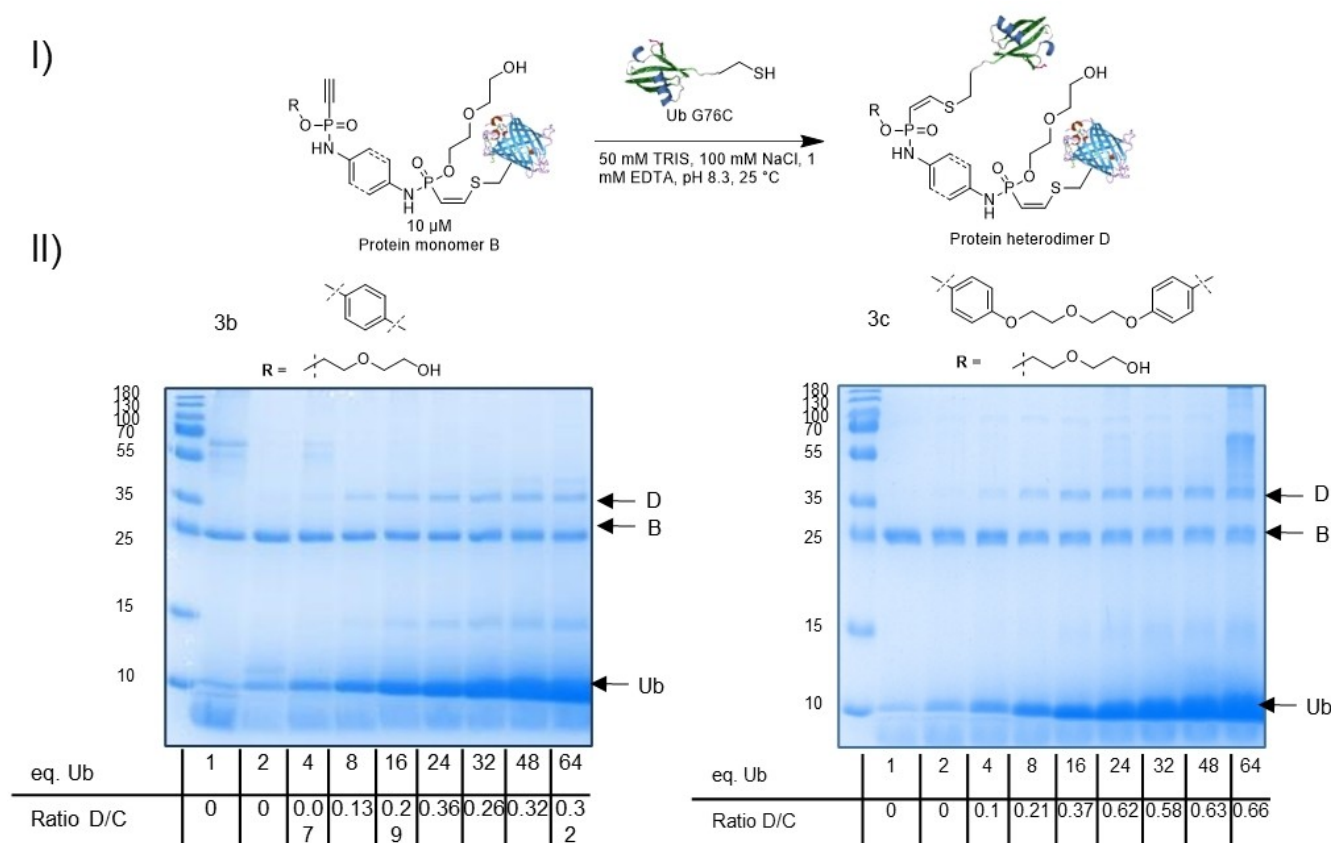 I)
R
O
P
O
HN
N
H
P
O
O
S
O
OH
10 µM
Protein monomer B
SH
Ub G76C
50 mM TRIS, 100 mM NaCl, 1
mM EDTA, pH 8.3, 25 °C
R
O
P
O
S
HN
N
H
P
O
O
S
O
OH
Protein heterodimer D
II)
3b
R = O OH
180
130
100
70
55
35
25
15
10
D
B
Ub
eq. Ub 1 2 4 8 16 24 32 48 64
Ratio D/C 0 0 0.0 0.13 0.2 0.36 0.26 0.32 0.3
7 9 2
3c
O O O
R = O OH
180
130
100
70
55
35
25
15
10
D
B
Ub
eq. Ub 1 2 4 8 16 24 32 48 64
Ratio D/C 0 0 0.1 0.21 0.37 0.62 0.58 0.63 0.66